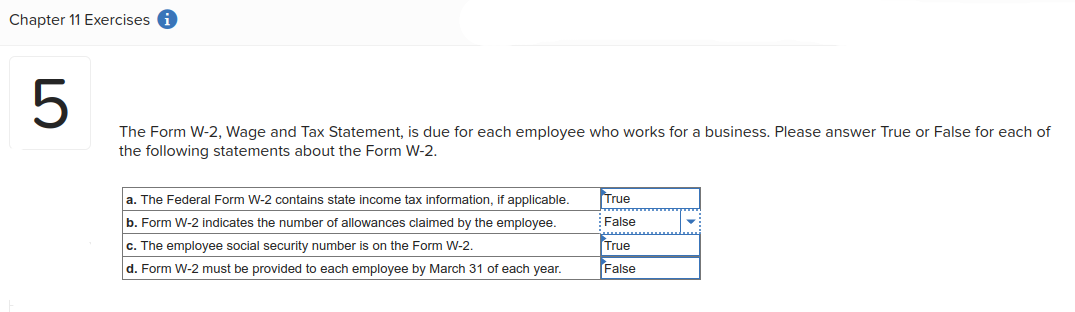 Chapter 11 Exercises i
5
The Form W-2, Wage and Tax Statement, is due for each employee who works for a business. Please answer True or False for each of
the following statements about the Form W-2.
a. The Federal Form W-2 contains state income tax information, if applicable. True
b. Form W-2 indicates the number of allowances claimed by the employee. False
c. The employee social security number is on the Form W-2. True
d. Form W-2 must be provided to each employee by March 31 of each year. False